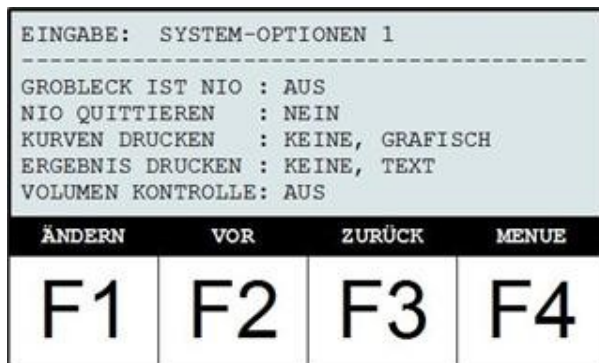 EINGABE: SYSTEM-OPTIONEN 1
------------------------------------------
GROBLECK IST NIO : AUS
NIO QUITTIEREN : NEIN
KURVEN DRUCKEN : KEINE, GRAFISCH
ERGEBNIS DRUCKEN : KEINE, TEXT
VOLUMEN KONTROLLE: AUS
ÄNDERN VOR ZURÜCK MENUE
F1 F2 F3 F4